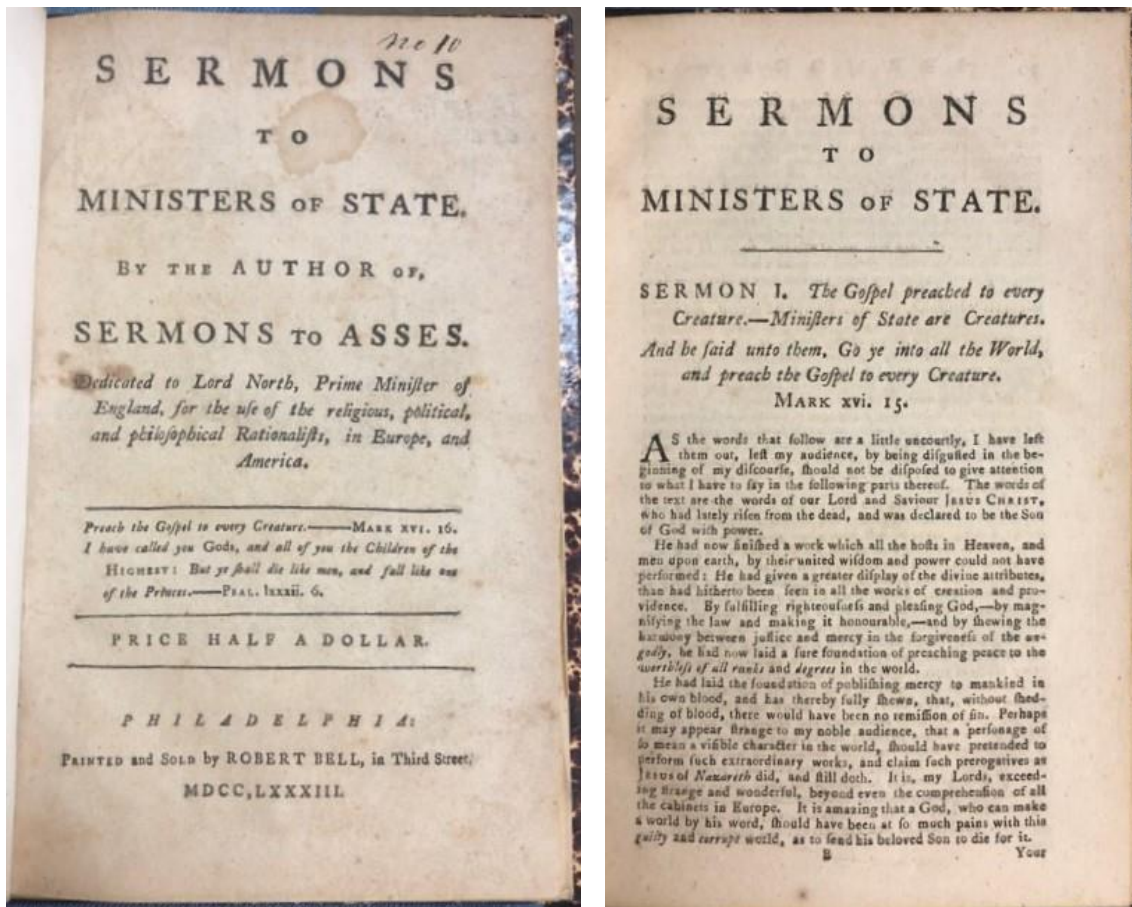 no 10
SERMONS
TO
MINISTERS OF STATE.
BY THE AUTHOR OF,
SERMONS TO ASSES.
Dedicated to Lord North, Prime Miniſter of
England, for the uſe of the religious, political,
and philoſophical Rationaliſts, in Europe, and
America.
Preach the Goſpel to every Creature.——MARK XVI. 16.
I have called you Gods, and all of you the Children of the
HIGHEST: But ye ſhall die like men, and fall like one
of the Princes.——PSAL. lxxxii. 6.
PRICE HALF A DOLLAR.
PHILADELPHIA:
PRINTED and SOLD by ROBERT BELL, in Third Street.
MDCC,LXXXIII.
SERMONS
TO
MINISTERS OF STATE.
SERMON I. The Goſpel preached to every
Creature.—Miniſters of State are Creatures.
And he ſaid unto them, Go ye into all the World,
and preach the Goſpel to every Creature.
MARK xvi. 15.
AS the words that follow are a little uncourtly, I have left
them out, leſt my audience, by being diſguſted in the be-
ginning of my diſcourſe, ſhould not be diſpoſed to give attention
to what I have to ſay in the following parts thereof. The words of
the text are the words of our Lord and Saviour JESUS CHRIST,
who had lately riſen from the dead, and was declared to be the Son
of God with power.
He had now finiſhed a work which all the hoſts in Heaven, and
men upon earth, by their united wiſdom and power could not have
performed: He had given a greater diſplay of the divine attributes,
than had hitherto been ſeen in all the works of creation and pro-
vidence. By fulfilling righteouſneſs and pleaſing God,—by mag-
nifying the law and making it honourable,—and by ſhewing the
harmony between juſtice and mercy in the forgiveneſs of the un-
godly, he had now laid a ſure foundation of preaching peace to the
worthleſs of all ranks and degrees in the world.
He had laid the foundation of publiſhing mercy to mankind in
his own blood, and has thereby fully ſhewn, that, without ſhed-
ding of blood, there would have been no remiſſion of ſin. Perhaps
it may appear ſtrange to my noble audience, that a perſonage of
ſo mean a viſible character in the world, ſhould have pretended to
perform ſuch extraordinary works, and claim ſuch prerogatives as
JESUS of Nazareth did, and ſtill doth. It is, my Lords, exceed-
ing ſtrange and wonderful, beyond even the comprehenſion of all
the cabinets in Europe. It is amazing that a God, who can make
a world by his word, ſhould have been at ſo much pains with this
guilty and corrupt world, as to ſend his beloved Son to die for it.
B Your